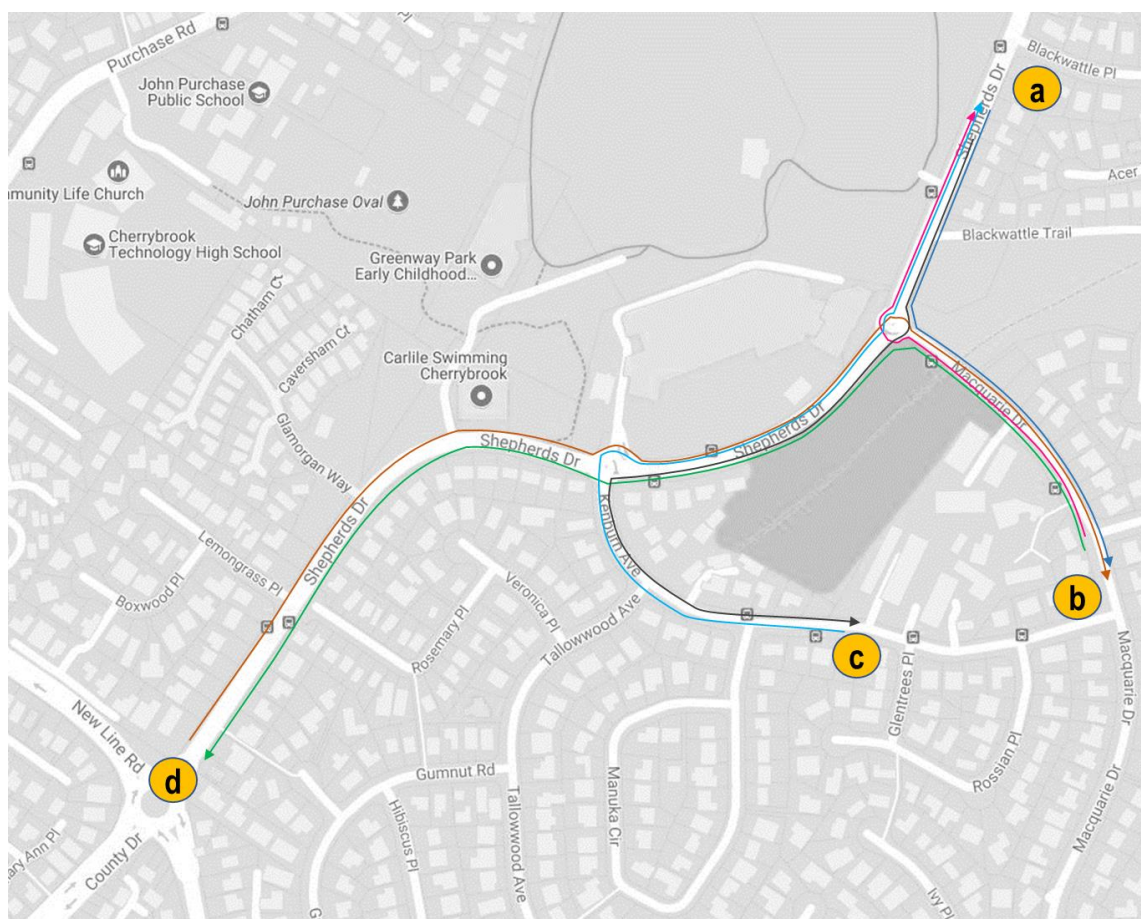 Purchase Rd
John Purchase
Public School
mmunity Life Church
Cherrybrook
Technology High School
John Purchase Oval
Greenway Park
Early Childhood...
Carlile Swimming
Cherrybrook
Chatham Ct
Caversham Ct
Glamorgan Way
Pl
Shepherds Dr
a
Blackwattle Pl
Acer
Blackwattle Trail
Macquarie Dr
Shepherds Dr
Shepherds Dr
Shepherds Dr
Kenburn Ave
Lemongrass Pl
Boxwood Pl
Veronica Pl
Rosemary Pl
Tallowwood Ave
b
c
d
New Line Rd
County Dr
ary Ann Pl
Gumnut Rd
Hibiscus Pl
G
Tallowwood Ave
Manuka Cir
Glentrees Pl
Rossian Pl
Ivy Pl
Macquarie Dr
Macquarie Dr